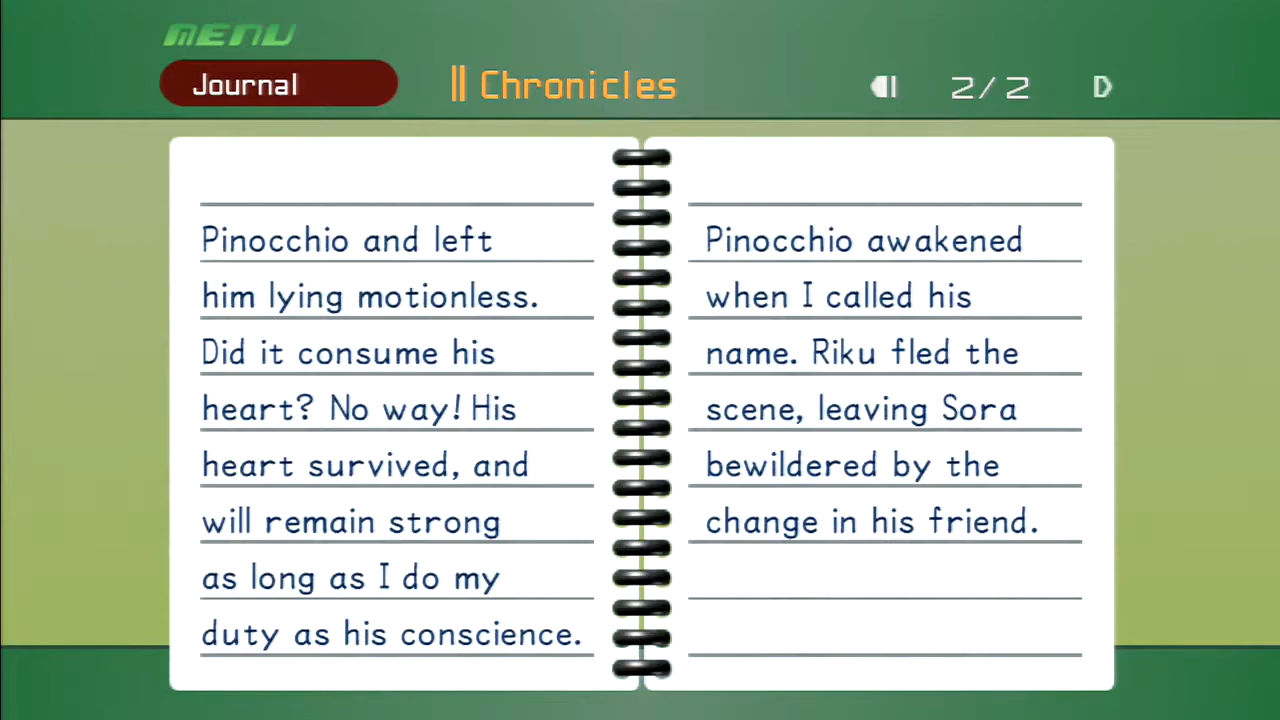 MENU
Journal
Chronicles
2/2
Pinocchio and left
him lying motionless.
Did it consume his
heart? No way! His
heart survived, and
will remain strong
as long as I do my
duty as his conscience.
Pinocchio awakened
when I called his
name. Riku fled the
scene, leaving Sora
bewildered by the
change in his friend.